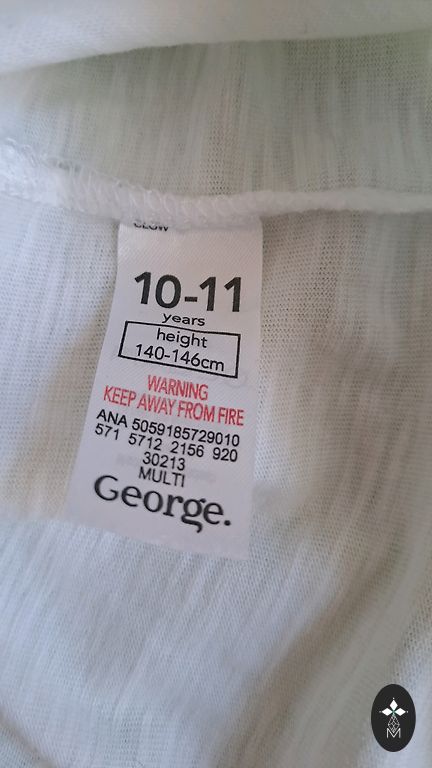 10-11
years
height
140-146cm
WARNING
KEEP AWAY FROM FIRE
ANA 5059185729010
571 5712 2156 920
30213
MULTI
George.
M